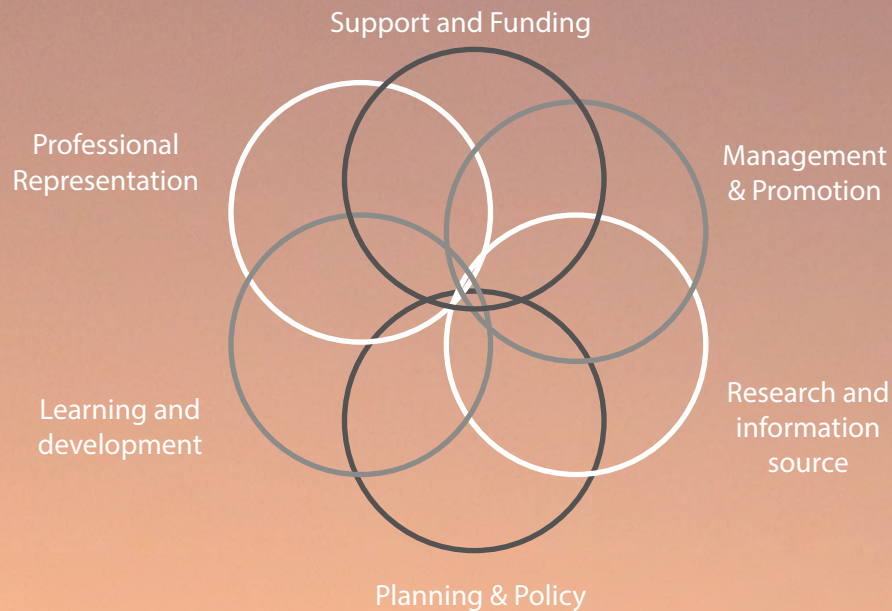 Support and Funding
Professional
Representation
Management
& Promotion
Learning and
development
Research and
information
source
Planning & Policy